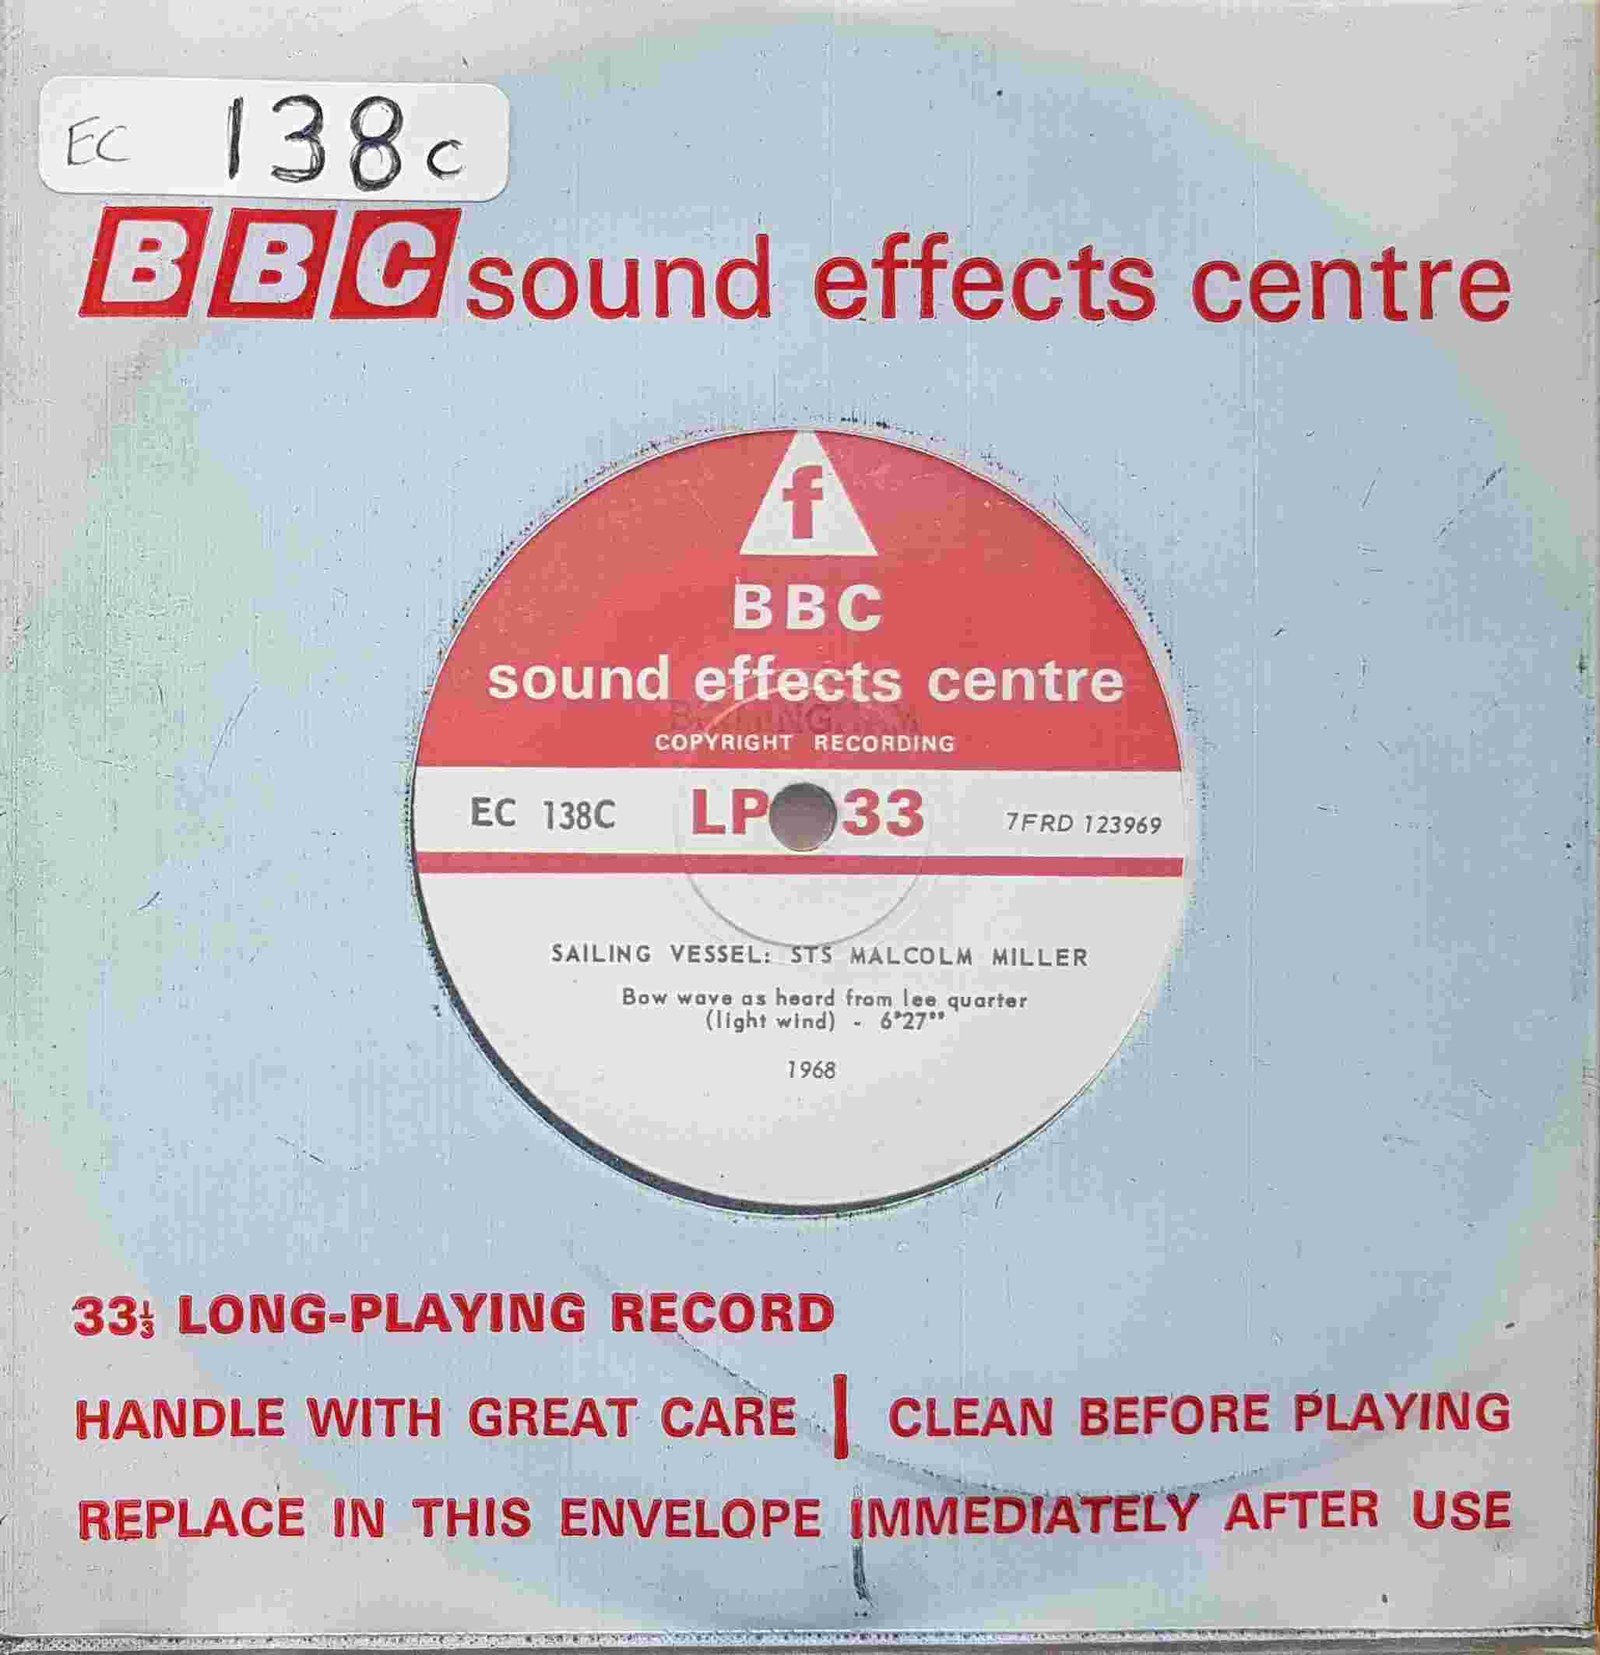 EC 138c
BBC sound effects centre
f
BBC
sound effects centre
COPYRIGHT RECORDING
EC 138C LP 33 7FRD 123969
SAILING VESSEL: STS MALCOLM MILLER
Bow wave as heard from lee quarter
(light wind) - 6'27"
1968
33⅓ LONG-PLAYING RECORD
HANDLE WITH GREAT CARE | CLEAN BEFORE PLAYING
REPLACE IN THIS ENVELOPE IMMEDIATELY AFTER USE